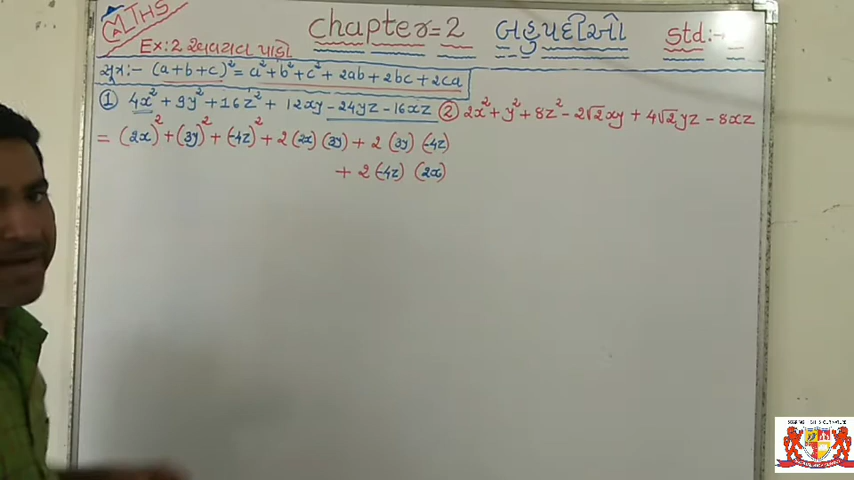 MATHS
Chapter=2 બહુપદીઓ Std:-
Ex:2 અવયવ પાડો
સૂત્ર:- (a+b+c)² = a²+b²+c²+2ab+2bc+2ca
① 4x²+9y²+16z²+12xy-24yz-16xz ② 2x²+y²+8z²-2√2xy+4√2yz-8xz
= (2x)²+(3y)²+(-4z)²+2(2x)(3y)+2(3y)(-4z)
+2(-4z)(2x)